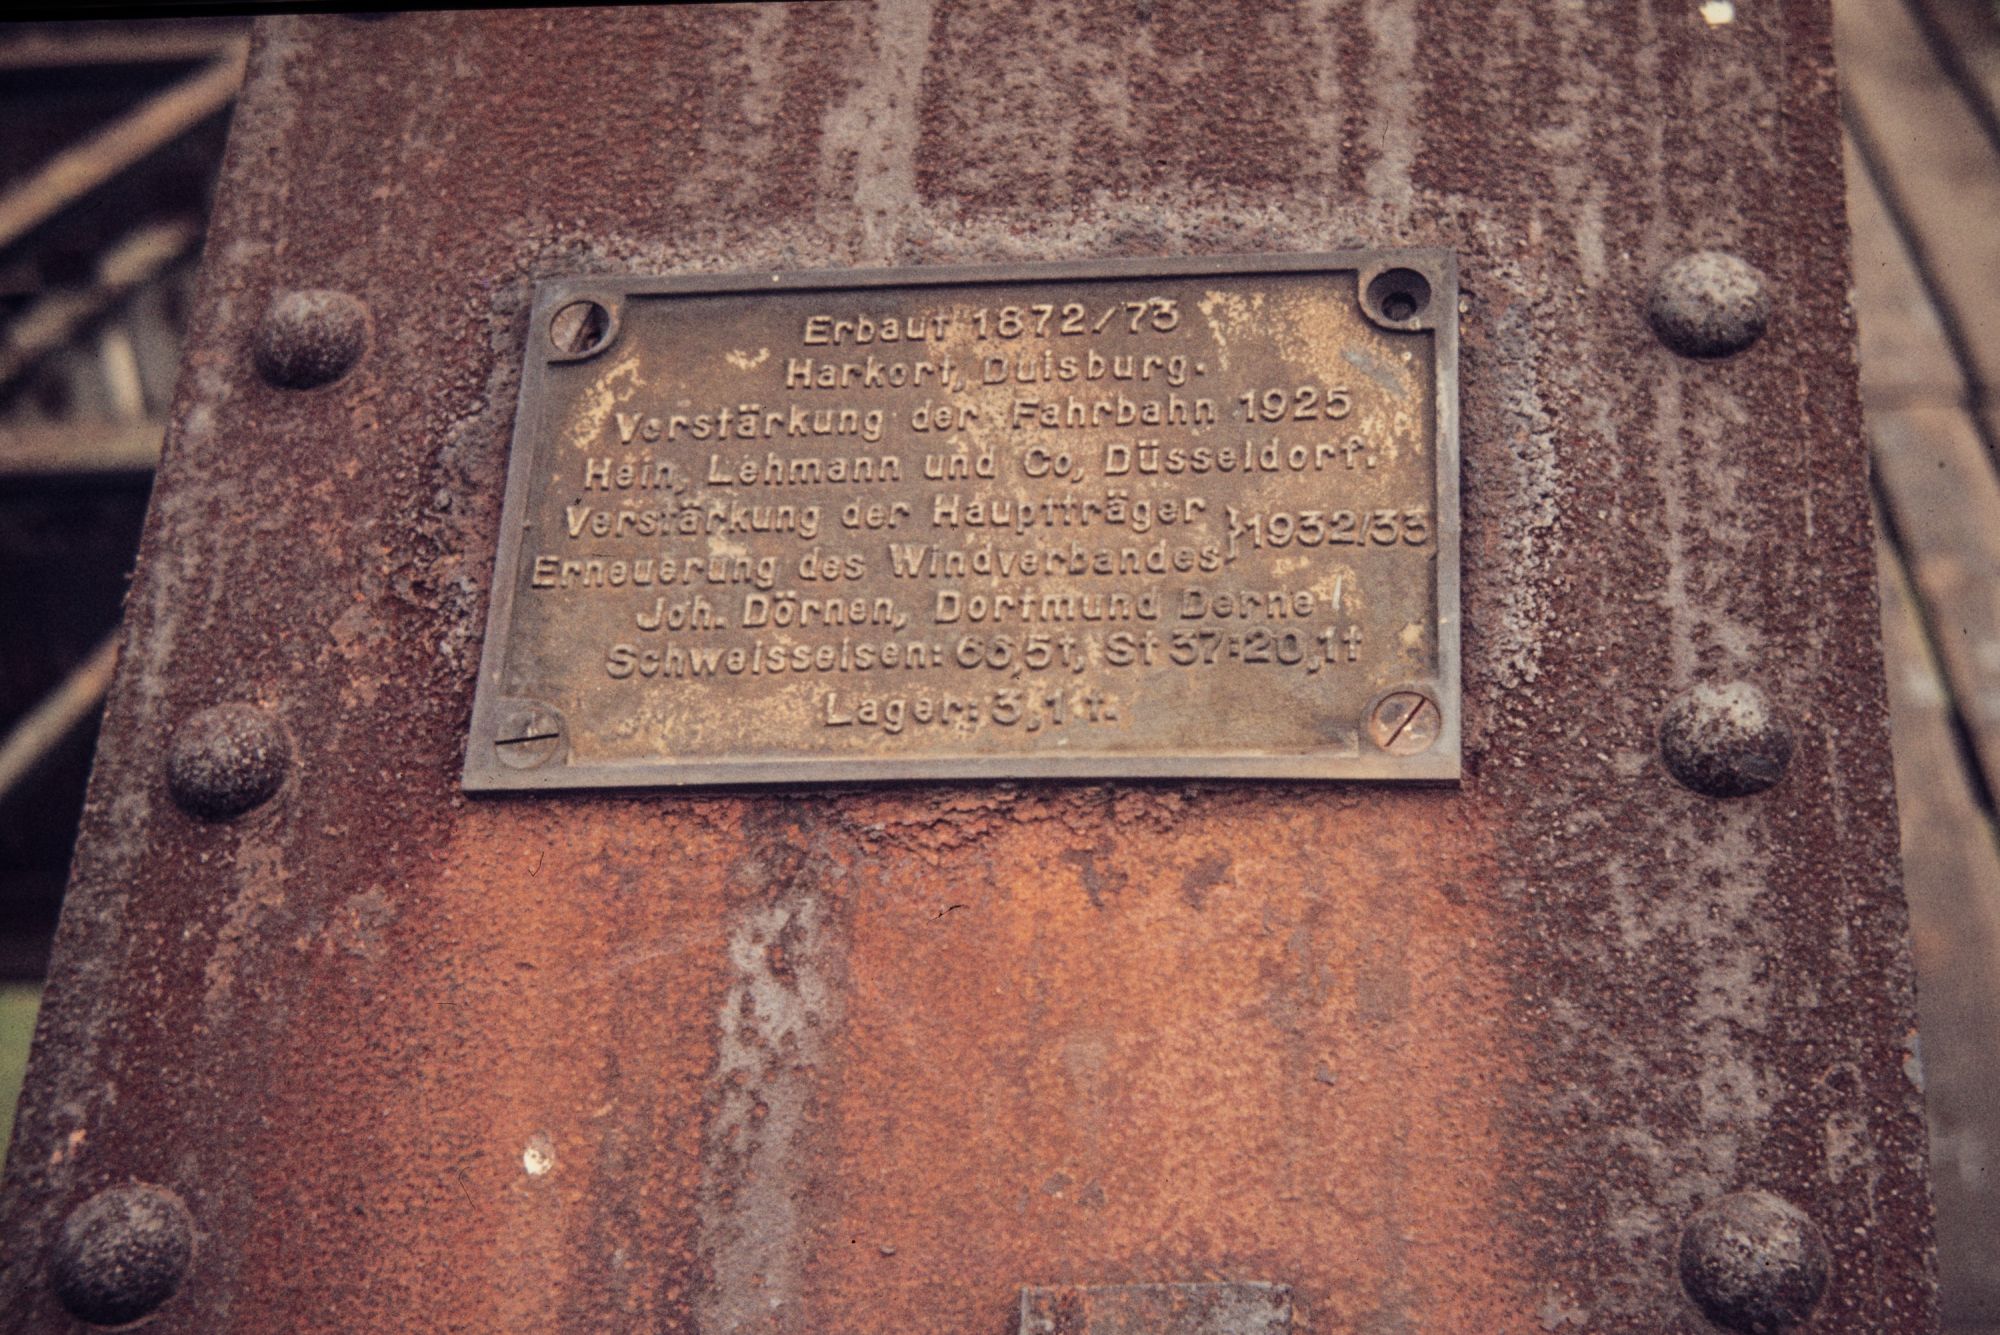 Erbaut 1872/73
Harkort, Duisburg.
Verstärkung der Fahrbahn 1925
Hein, Lehmann und Co, Düsseldorf.
Verstärkung der Hauptträger
Erneuerung des Windverbandes } 1932/33
Joh. Dörnen, Dortmund Derne
Schweisseisen: 66,5t, St 37:20,1t
Lager: 3,1t.